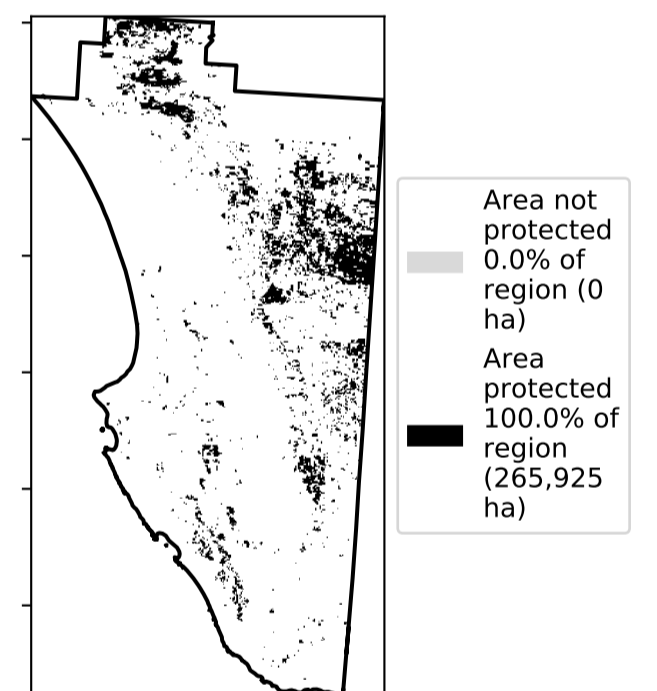 Area not
protected
0.0% of
region (0
ha)
Area
protected
100.0% of
region
(265,925
ha)